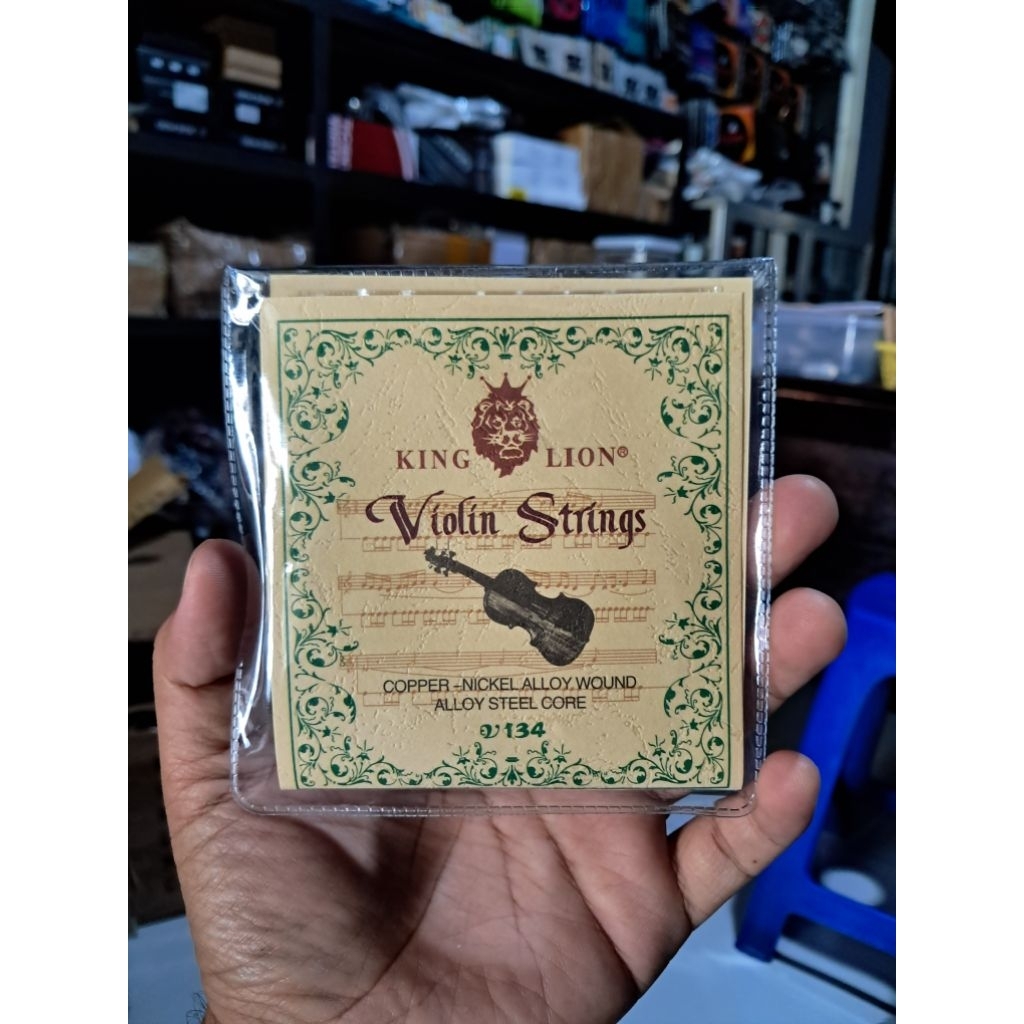 KING LION®
Violin Strings
COPPER-NICKEL ALLOY WOUND
ALLOY STEEL CORE
V134